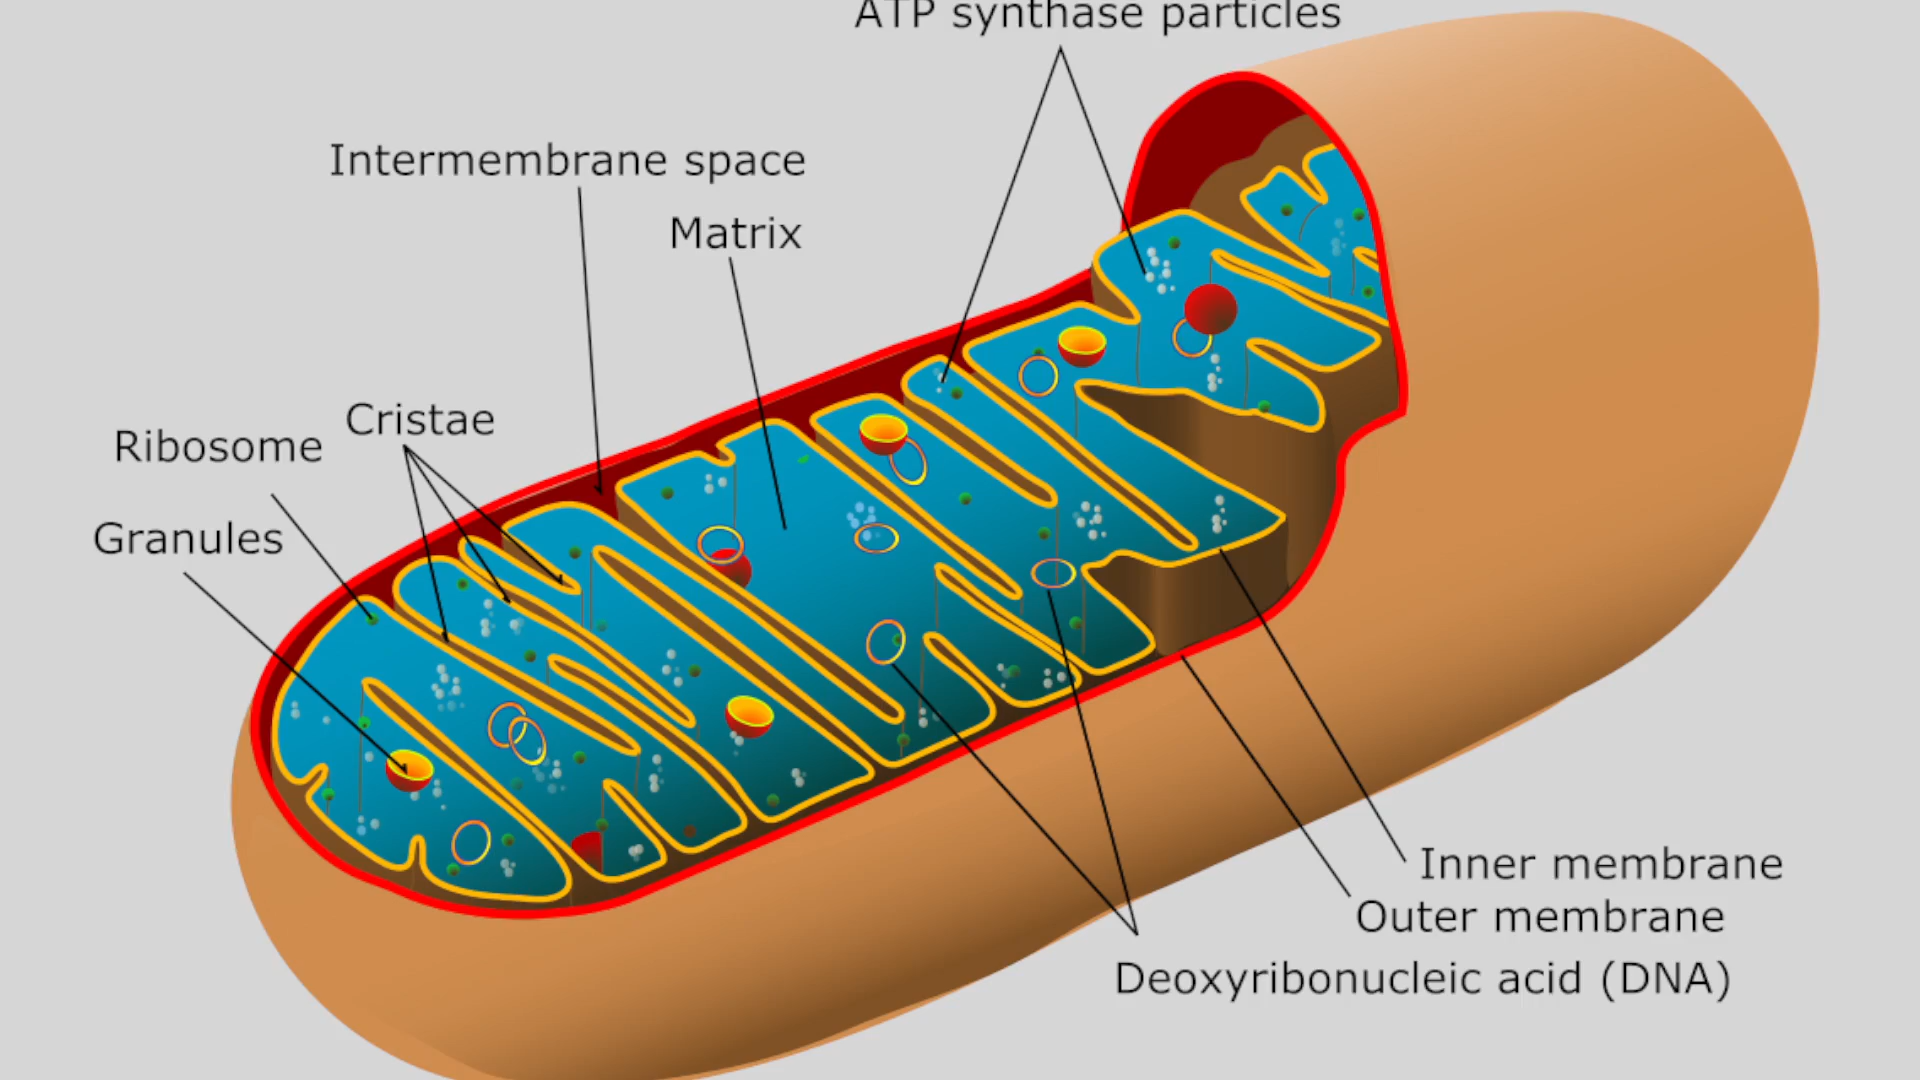 ATP synthase particles
Intermembrane space
Matrix
Cristae
Ribosome
Granules
Inner membrane
Outer membrane
Deoxyribonucleic acid (DNA)